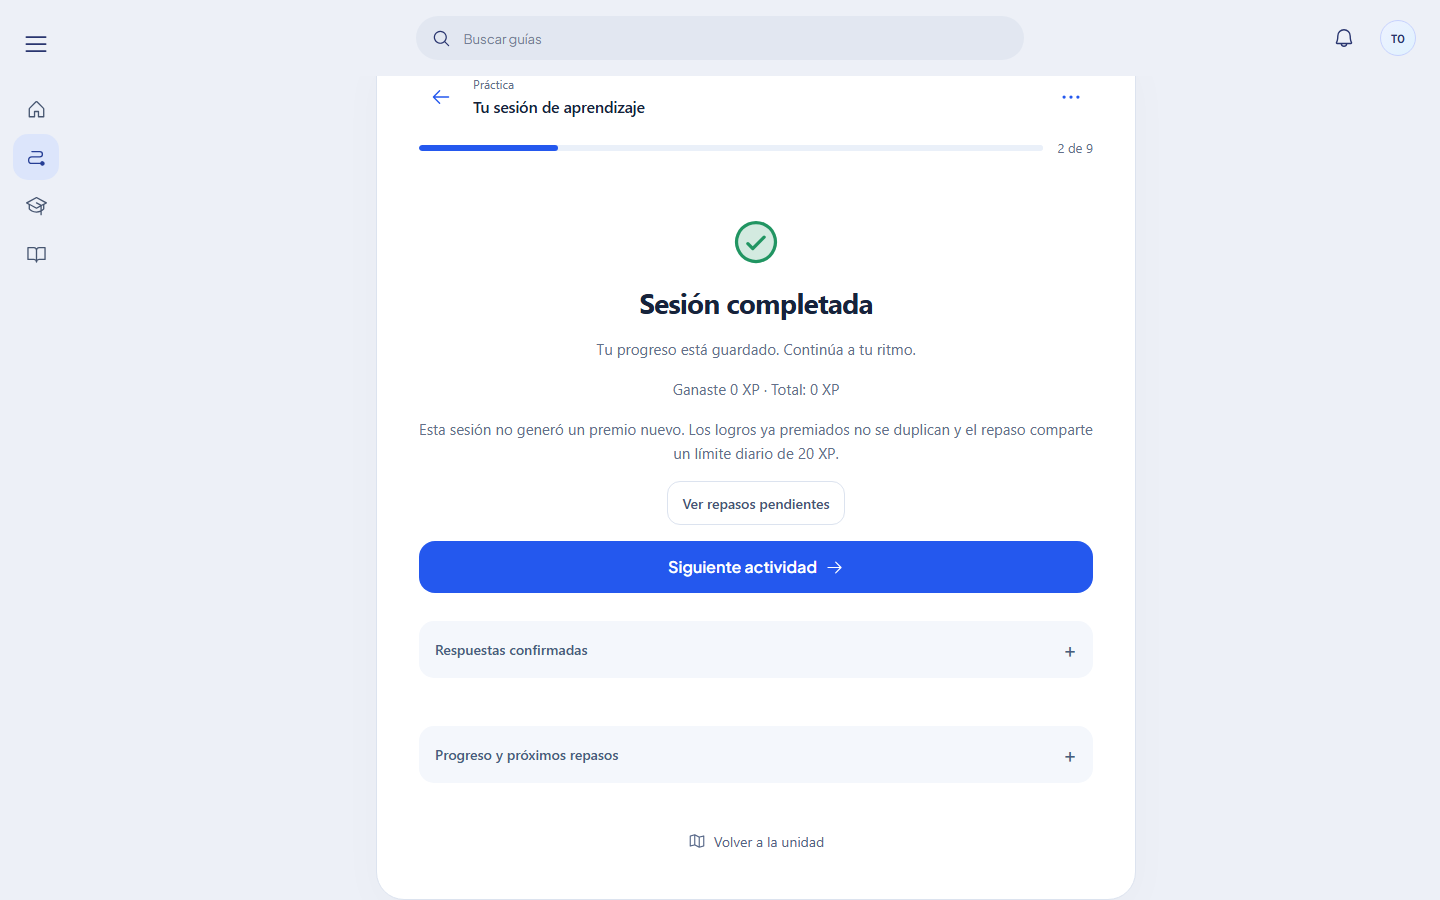 Buscar guías
TO
Práctica
Tu sesión de aprendizaje
2 de 9
Sesión completada
Tu progreso está guardado. Continúa a tu ritmo.
Ganaste 0 XP · Total: 0 XP
Esta sesión no generó un premio nuevo. Los logros ya premiados no se duplican y el repaso comparte
un límite diario de 20 XP.
Ver repasos pendientes
Siguiente actividad →
Respuestas confirmadas +
Progreso y próximos repasos +
Volver a la unidad